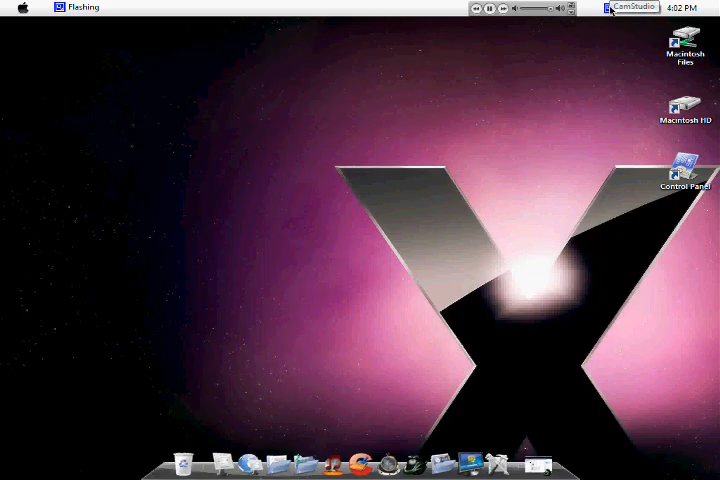 Flashing
CamStudio
4:02 PM
Macintosh
Files
Macintosh HD
Control Panel